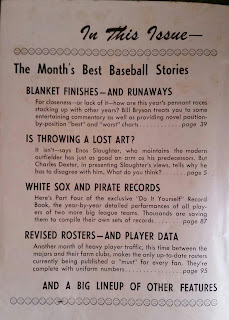 In This Issue—
The Month's Best Baseball Stories
BLANKET FINISHES—AND RUNAWAYS
For closeness—or lack of it—how are this year's pennant races
stacking up with other years? Bill Bryson treats you to some
entertaining commentary as well as providing novel position-
by-position "best" and "worst" charts..........page 39
IS THROWING A LOST ART?
It isn't—says Enos Slaughter, who maintains the modern
outfielder has just as good an arm as his predecessors. But
Charles Dexter, in presenting Slaughter's views, tells why he
has to disagree with him. What do you think?......page 5
WHITE SOX AND PIRATE RECORDS
Here's Part Four of the exclusive "Do It Yourself" Record
Book, the year-by-year detailed performances of all play-
ers of two more big league teams. Thousands are saving
them to compile their own sets of records.....page 87
REVISED ROSTERS—AND PLAYER DATA
Another month of heavy player traffic, this time between the
majors and their farm clubs, makes the only up-to-date rosters
currently being published a "must" for every fan. They're
complete with uniform numbers..........page 95
AND A BIG LINEUP OF OTHER FEATURES